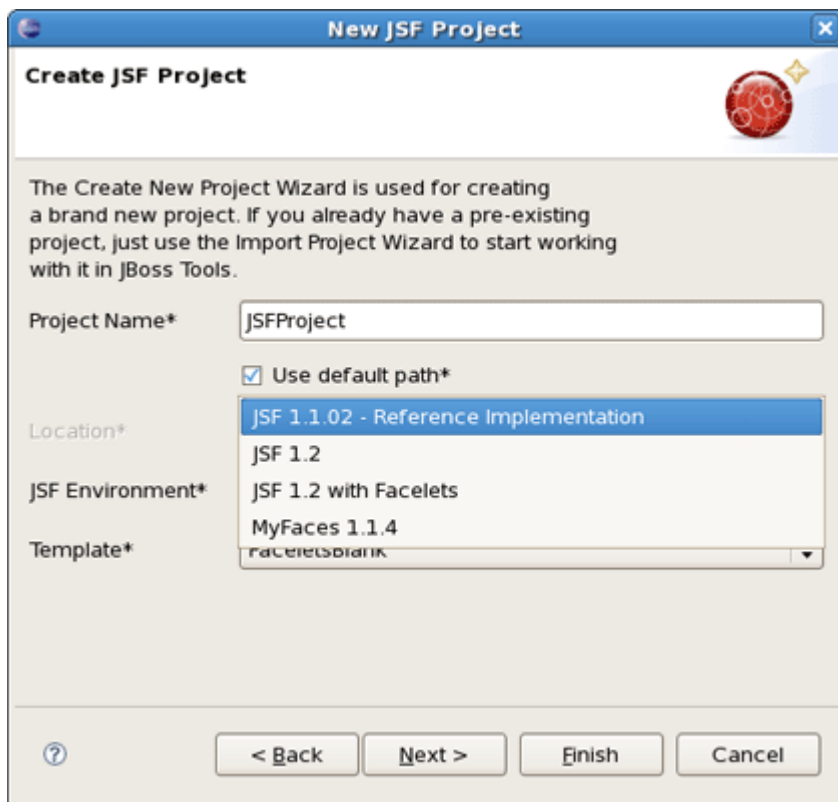 New JSF Project
Create JSF Project
The Create New Project Wizard is used for creating
a brand new project. If you already have a pre-existing
project, just use the Import Project Wizard to start working
with it in JBoss Tools.
Project Name*
JSFProject
Use default path*
Location*
JSF 1.1.02 - Reference Implementation
JSF 1.2
JSF Environment*
JSF 1.2 with Facelets
MyFaces 1.1.4
Template*
FaceletsBlank
< Back
Next >
Finish
Cancel